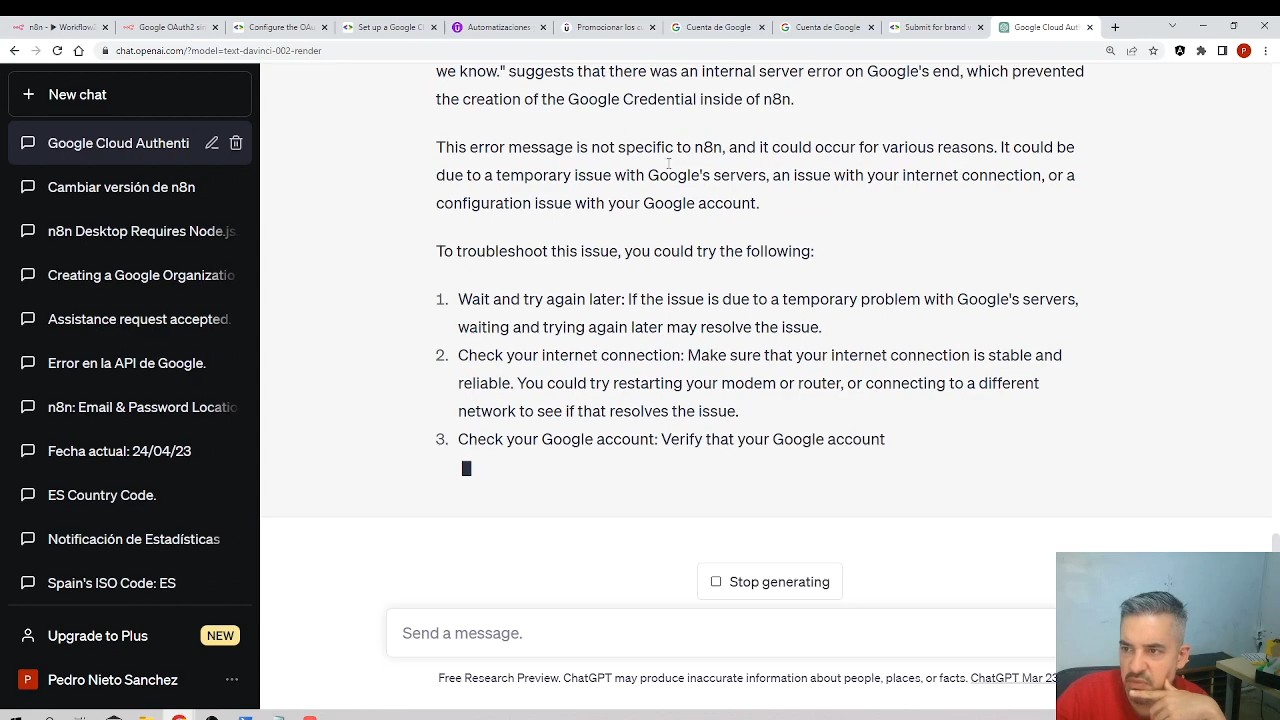 n8n - ▶ Workflow
Google OAuth2 sin
Configure the OAu
Set up a Google Cl
Automatizaciones
Promocionar los c
Cuenta de Google
Cuenta de Google
Submit for brand v
Google Cloud Auth
chat.openai.com/?model=text-davinci-002-render
P
New chat
Google Cloud Authenti
Cambiar versión de n8n
n8n Desktop Requires Node.js
Creating a Google Organizatio
Assistance request accepted.
Error en la API de Google.
n8n: Email & Password Locatio
Fecha actual: 24/04/23
ES Country Code.
Notificación de Estadísticas
Spain's ISO Code: ES
Upgrade to Plus
NEW
P
Pedro Nieto Sanchez
we know." suggests that there was an internal server error on Google's end, which prevented
the creation of the Google Credential inside of n8n.
This error message is not specific to n8n, and it could occur for various reasons. It could be
due to a temporary issue with Google's servers, an issue with your internet connection, or a
configuration issue with your Google account.
To troubleshoot this issue, you could try the following:
1. Wait and try again later: If the issue is due to a temporary problem with Google's servers,
waiting and trying again later may resolve the issue.
2. Check your internet connection: Make sure that your internet connection is stable and
reliable. You could try restarting your modem or router, or connecting to a different
network to see if that resolves the issue.
3. Check your Google account: Verify that your Google account
Stop generating
Send a message.
Free Research Preview. ChatGPT may produce inaccurate information about people, places, or facts. ChatGPT Mar 23